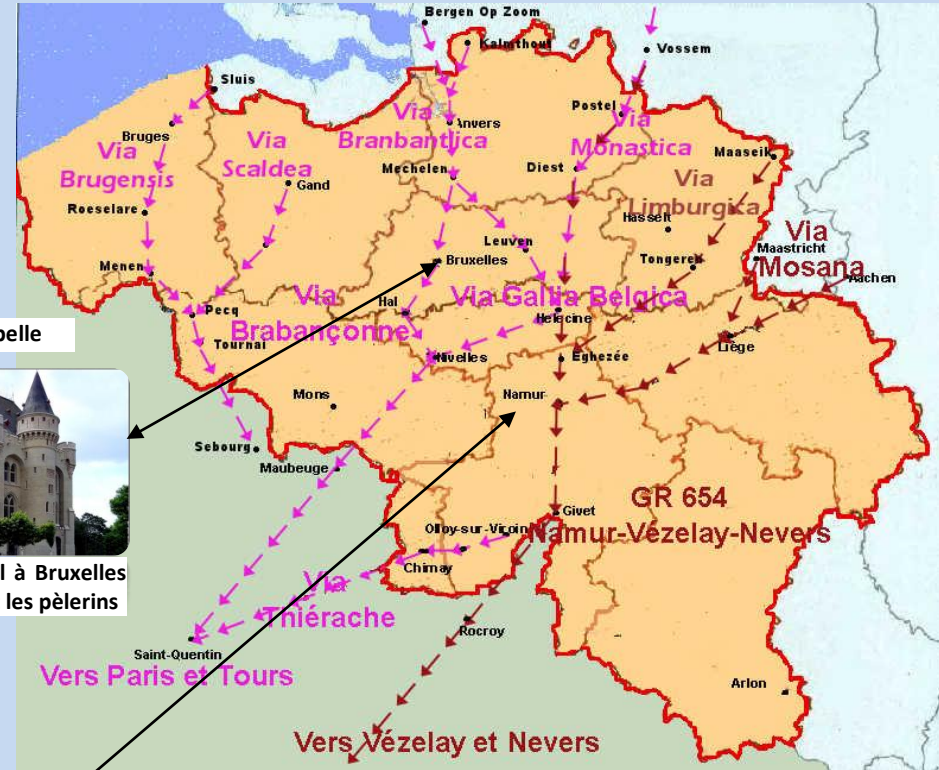 Bergen Op Zoom
Kalmthout
Vossem
Sluis
Postel
Via
Branbantica
Anvers
Via
Monastica
Bruges
Via
Brugensis
Via
Scaldea
Gand
Mechelen
Diest
Maaseik
Via
Limburgica
Hasselt
Roeselare
Via
Mosana
Maastricht
Aachen
Leuven
Bruxelles
Tongeren
Menen
Via
Brabançonne
Hal
Via Gallia Belgica
Helecine
Pecq
Tournai
pelle
Nivelles
Eghezée
Liège
Mons
Namur
Sebourg
Maubeuge
GR 654
Namur-Vézelay-Nevers
Givet
Olloy-sur-Viroin
Chimay
l à Bruxelles
les pèlerins
Via
Thiérache
Rocroy
Saint-Quentin
Vers Paris et Tours
Arlon
Vers Vézelay et Nevers